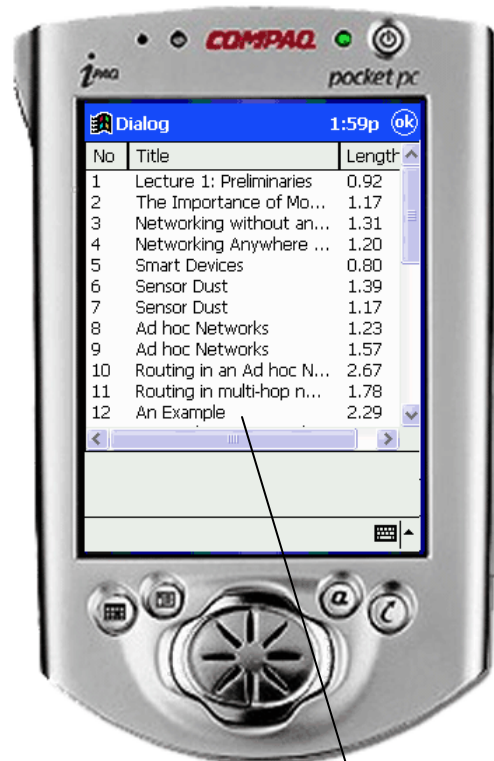 COMPAQ
iPAQ pocket pc
Dialog 1:59p ok
No Title Length
1 Lecture 1: Preliminaries 0.92
2 The Importance of Mo... 1.17
3 Networking without an... 1.31
4 Networking Anywhere ... 1.20
5 Smart Devices 0.80
6 Sensor Dust 1.39
7 Sensor Dust 1.17
8 Ad hoc Networks 1.23
9 Ad hoc Networks 1.57
10 Routing in an Ad hoc N... 2.67
11 Routing in multi-hop n... 1.78
12 An Example 2.29
a